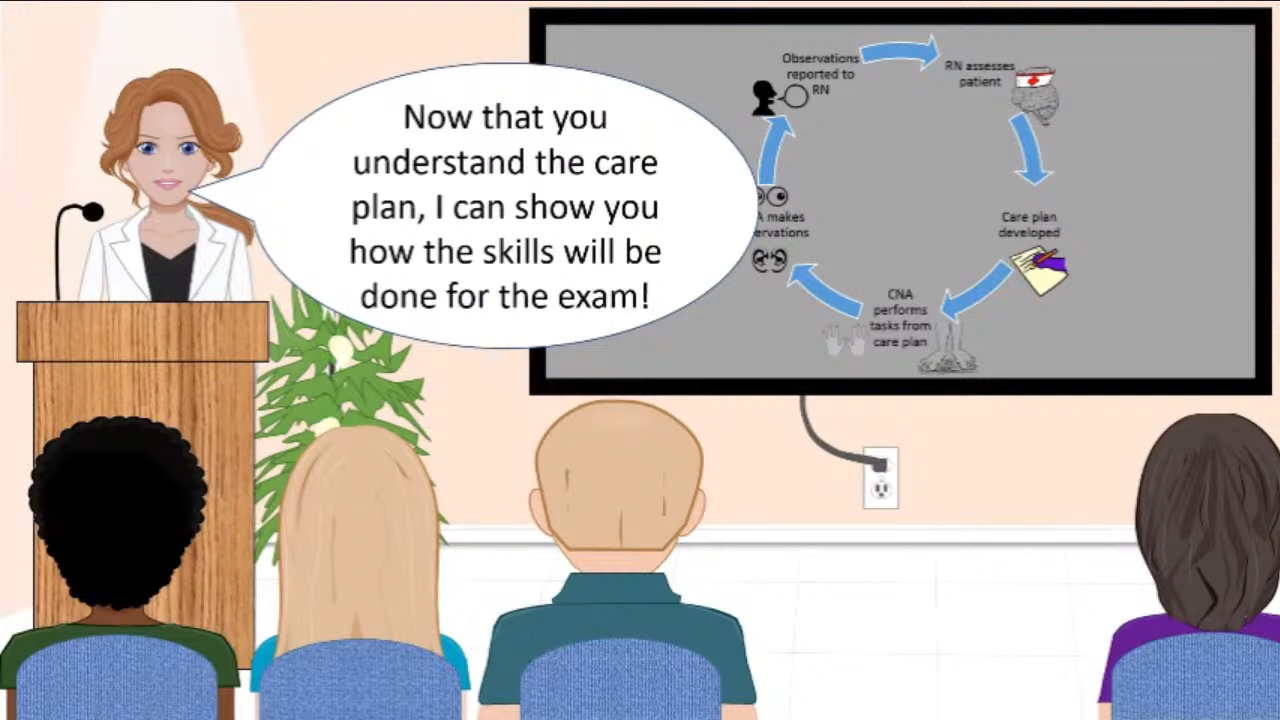 Now that you
understand the care
plan, I can show you
how the skills will be
done for the exam!
Observations
reported to
RN
RN assesses
patient
Care plan
developed
CNA
performs
tasks from
care plan
makes